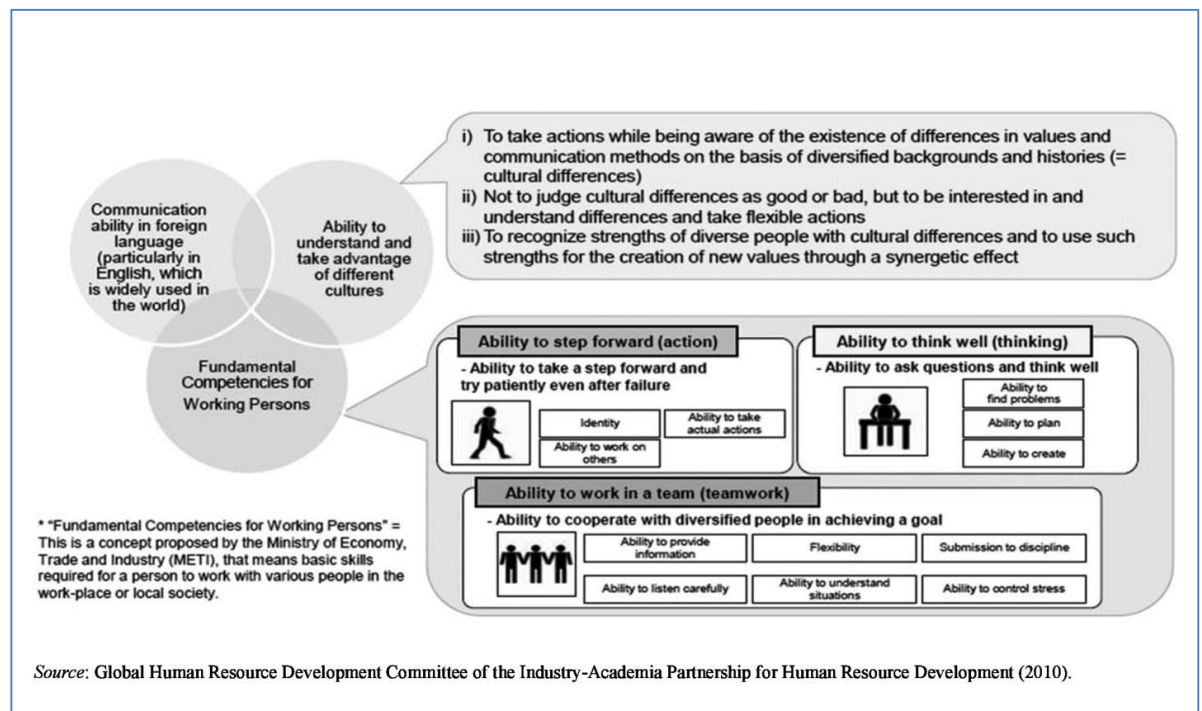 i) To take actions while being aware of the existence of differences in values and
communication methods on the basis of diversified backgrounds and histories (=
cultural differences)
ii) Not to judge cultural differences as good or bad, but to be interested in and
understand differences and take flexible actions
iii) To recognize strengths of diverse people with cultural differences and to use such
strengths for the creation of new values through a synergetic effect
Communication
ability in foreign
language
(particularly in
English, which
is widely used in
the world)
Ability to
understand and
take advantage
of different
cultures
Fundamental
Competencies for
Working Persons
Ability to step forward (action)
- Ability to take a step forward and
try patiently even after failure
Identity
Ability to take
actual actions
Ability to work on
others
Ability to think well (thinking)
- Ability to ask questions and think well
Ability to
find problems
Ability to plan
Ability to create
Ability to work in a team (teamwork)
- Ability to cooperate with diversified people in achieving a goal
Ability to provide
information
Flexibility
Submission to discipline
Ability to listen carefully
Ability to understand
situations
Ability to control stress
* "Fundamental Competencies for Working Persons" =
This is a concept proposed by the Ministry of Economy,
Trade and Industry (METI), that means basic skills
required for a person to work with various people in the
work-place or local society.
Source: Global Human Resource Development Committee of the Industry-Academia Partnership for Human Resource Development (2010).